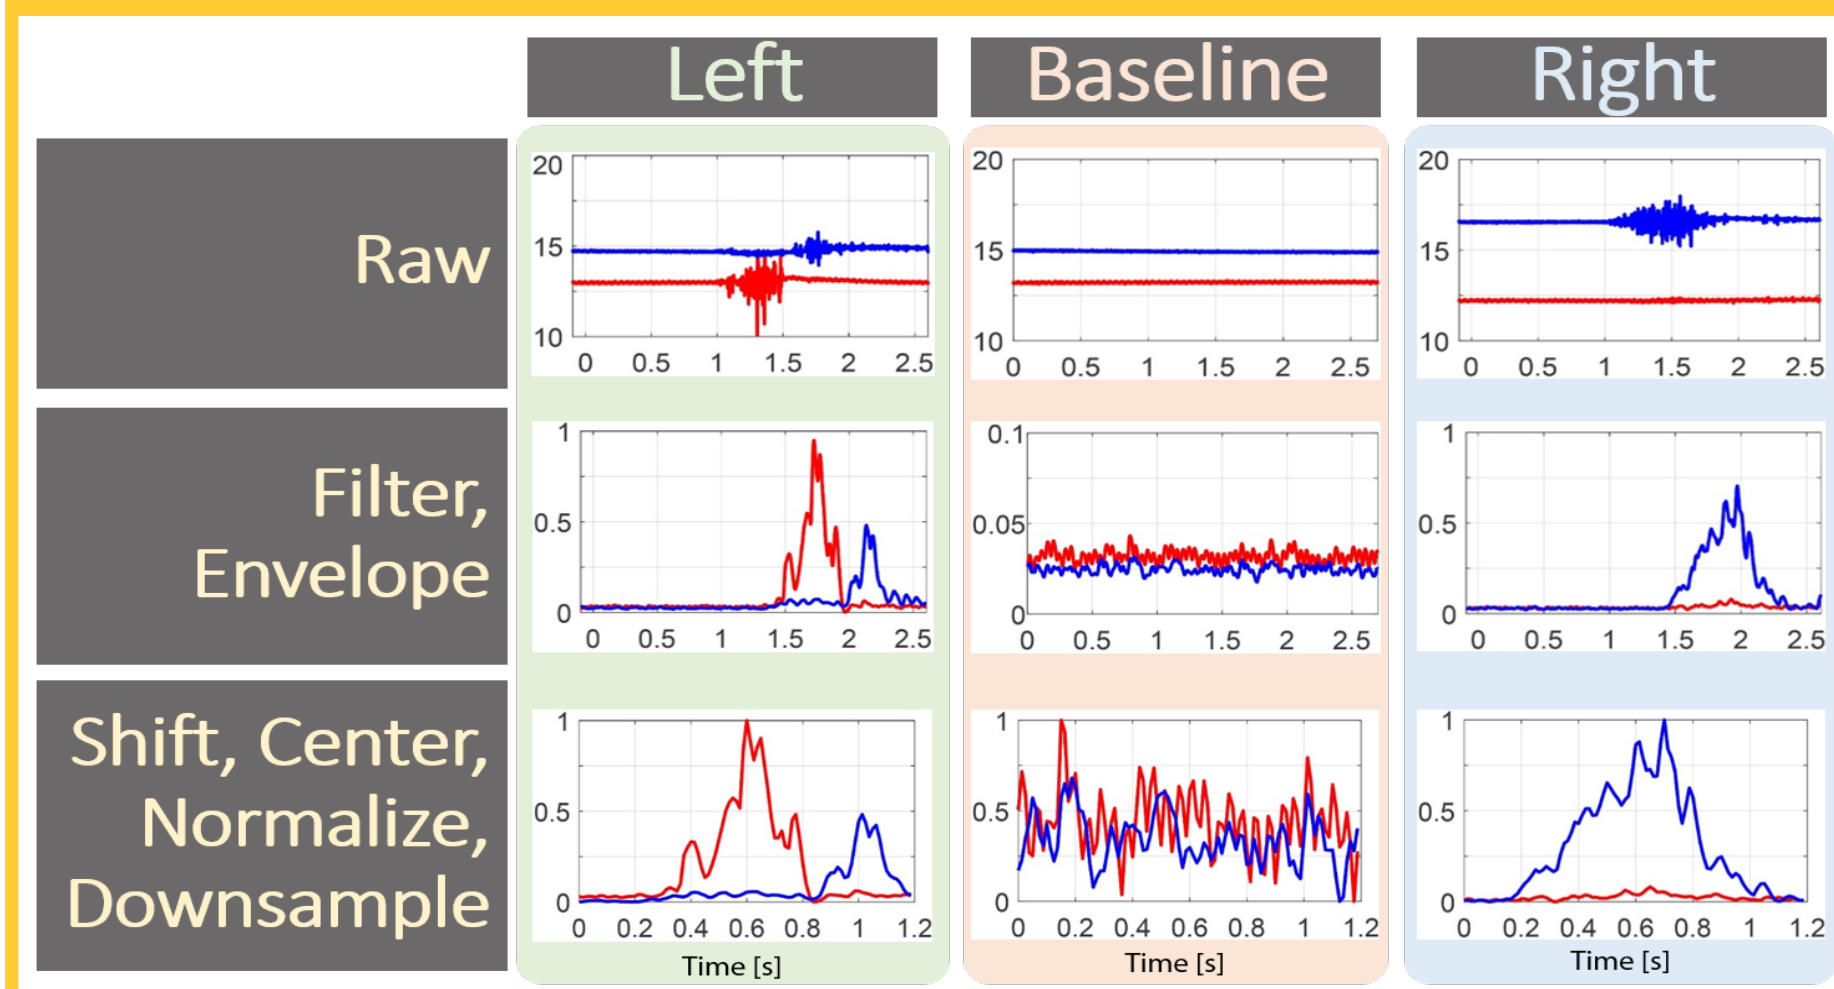 Left
Baseline
Right
Raw
20
15
10
0 0.5 1 1.5 2 2.5
20
15
10
0 0.5 1 1.5 2 2.5
20
15
10
0 0.5 1 1.5 2 2.5
Filter,
Envelope
1
0.5
0
0 0.5 1 1.5 2 2.5
0.1
0.05
0
0 0.5 1 1.5 2 2.5
1
0.5
0
0 0.5 1 1.5 2 2.5
Shift, Center,
Normalize,
Downsample
1
0.5
0
0 0.2 0.4 0.6 0.8 1 1.2
Time [s]
1
0.5
0
0 0.2 0.4 0.6 0.8 1 1.2
Time [s]
1
0.5
0
0 0.2 0.4 0.6 0.8 1 1.2
Time [s]